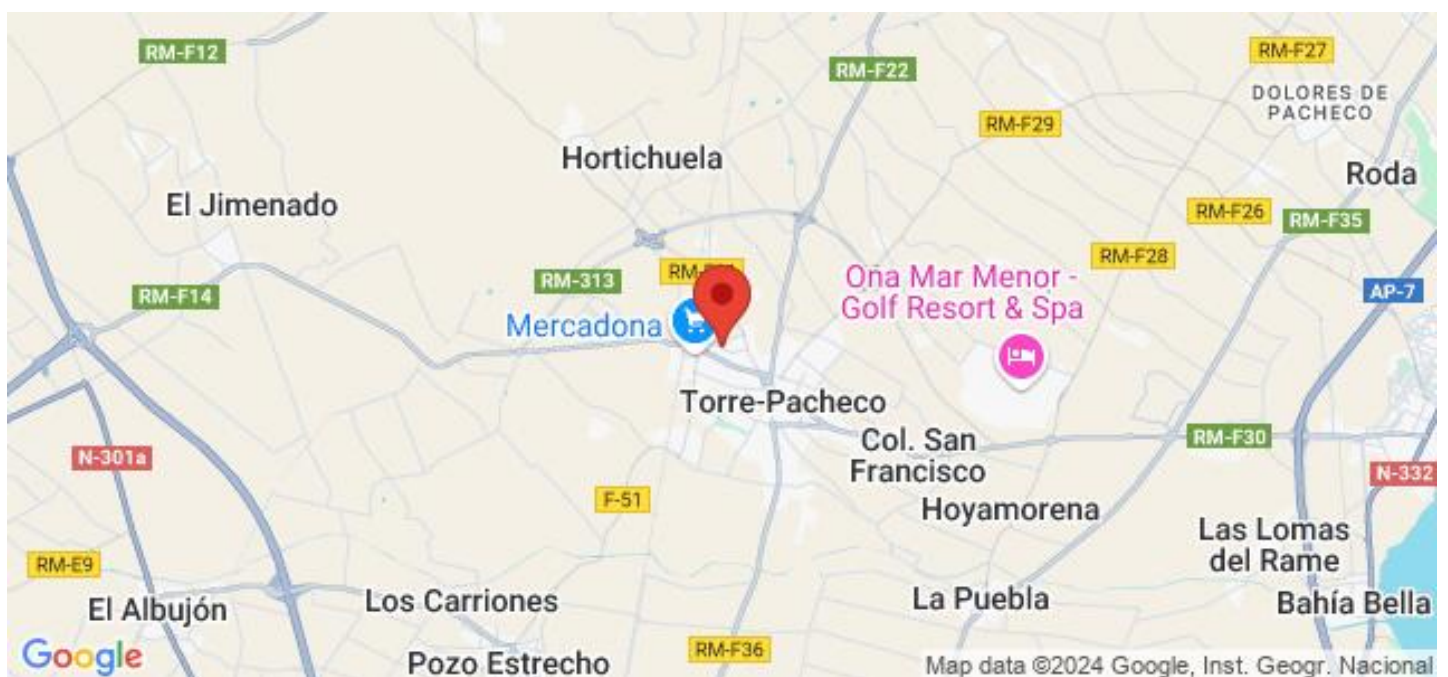 RM-F12
RM-F22
RM-F27
DOLORES DE
PACHECO
RM-F29
Hortichuela
Roda
El Jimenado
RM-F26
RM-F35
RM-F28
RM-313
Ona Mar Menor -
Golf Resort & Spa
RM-F14
AP-7
Mercadona
Torre-Pacheco
Col. San
Francisco
RM-F30
N-301a
N-332
F-51
Hoyamorena
Las Lomas
del Rame
RM-E9
El Albujón
Los Carriones
La Puebla
Bahía Bella
Google
Pozo Estrecho
RM-F36
Map data ©2024 Google, Inst. Geogr. Nacional